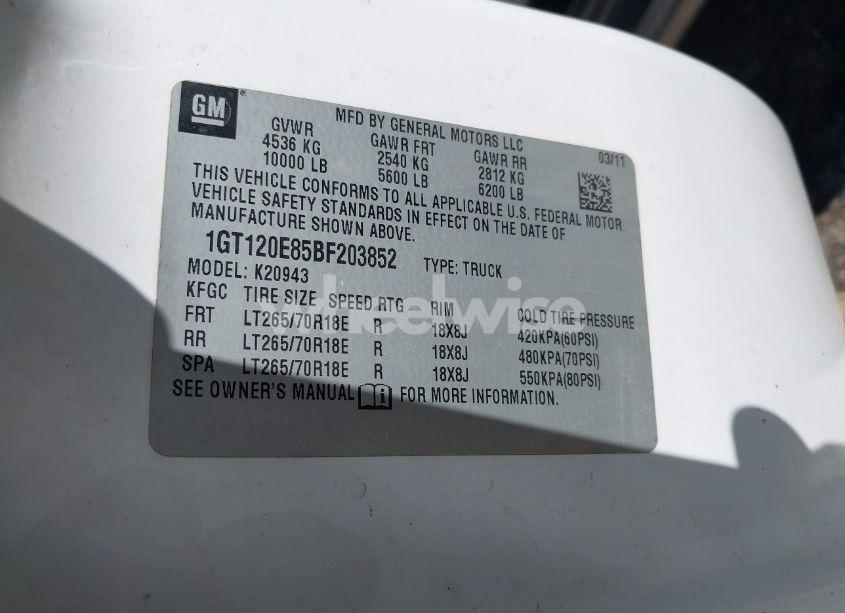 GM
MFD BY GENERAL MOTORS LLC
GVWR GAWR FRT GAWR RR 03/11
4536 KG 2540 KG 2812 KG
10000 LB 5600 LB 6200 LB
THIS VEHICLE CONFORMS TO ALL APPLICABLE U.S. FEDERAL MOTOR
VEHICLE SAFETY STANDARDS IN EFFECT ON THE DATE OF
MANUFACTURE SHOWN ABOVE.
1GT120E85BF203852 TYPE: TRUCK
MODEL: K20943
KFGC TIRE SIZE SPEED RTG RIM COLD TIRE PRESSURE
FRT LT265/70R18E R 18X8J 420KPA(60PSI)
RR LT265/70R18E R 18X8J 480KPA(70PSI)
SPA LT265/70R18E R 18X8J 550KPA(80PSI)
SEE OWNER'S MANUAL i FOR MORE INFORMATION.
wheelwise